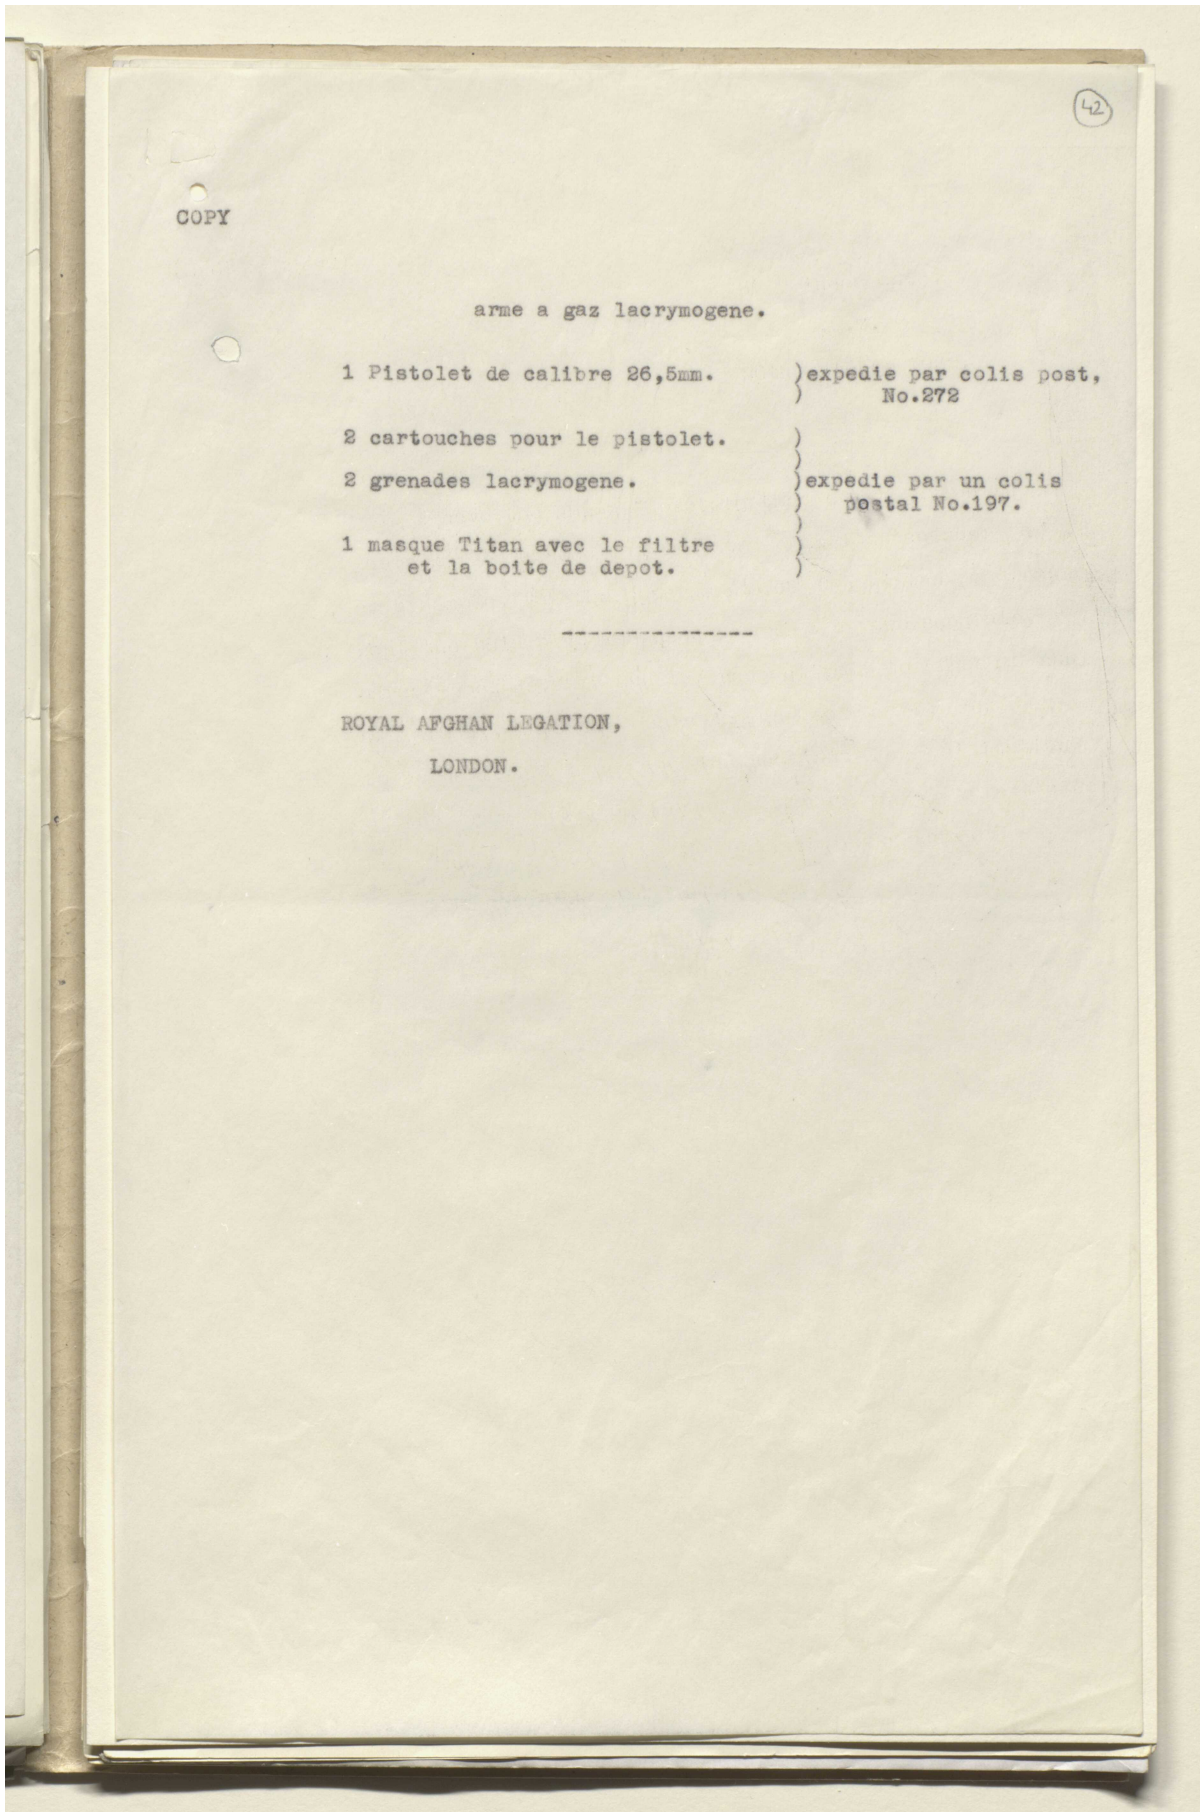 42
COPY
arme a gaz lacrymogene.
1 Pistolet de calibre 26,5mm. )expedie par colis post,
) No.272
2 cartouches pour le pistolet. )
)
2 grenades lacrymogene. )expedie par un colis
) postal No.197.
)
1 masque Titan avec le filtre )
et la boite de depot. )
---------------
ROYAL AFGHAN LEGATION,
LONDON.